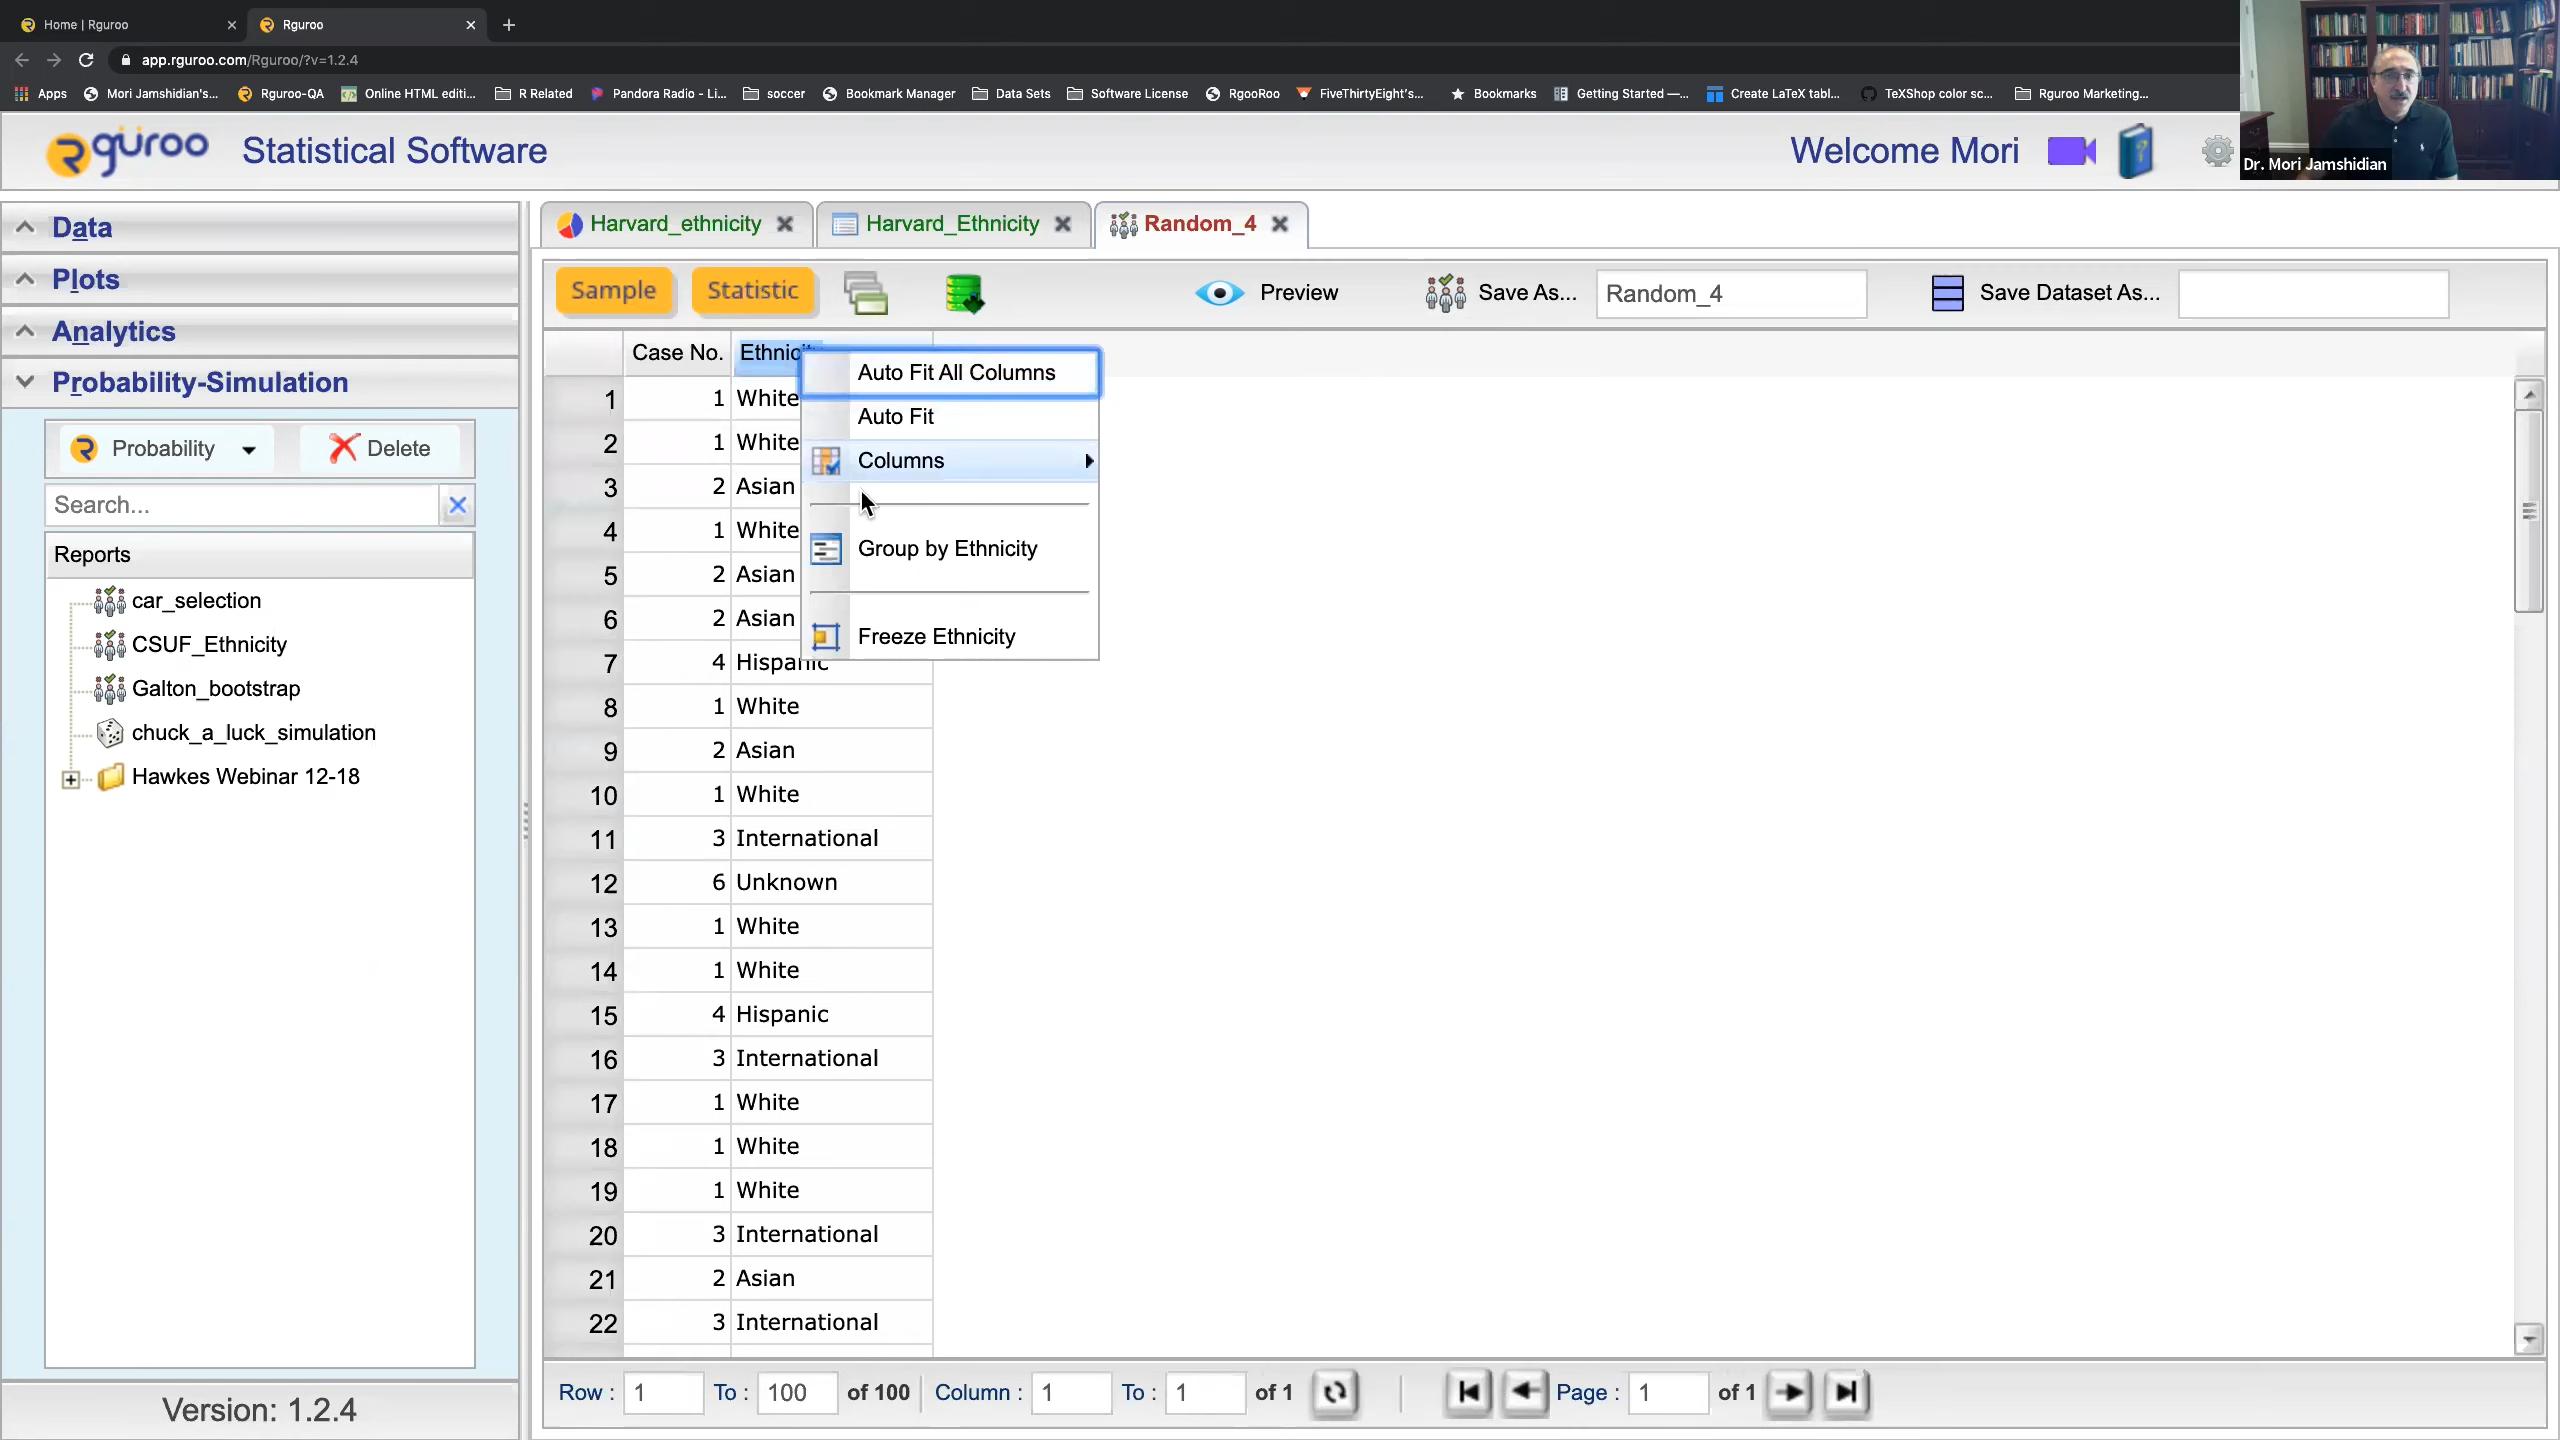 Home | Rguroo
Rguroo
app.rguroo.com/Rguroo/?v=1.2.4
Apps Mori Jamshidian's... Rguroo-QA Online HTML editi... R Related Pandora Radio - Li... soccer Bookmark Manager Data Sets Software License RgooRoo FiveThirtyEight's... Bookmarks Getting Started —... Create LaTeX tabl... TeXShop color sc... Rguroo Marketing...
rguroo Statistical Software Welcome Mori
Dr. Mori Jamshidian
Data
Plots
Analytics
Probability-Simulation
Probability Delete
Search...
Reports
car_selection
CSUF_Ethnicity
Galton_bootstrap
chuck_a_luck_simulation
Hawkes Webinar 12-18
Version: 1.2.4
Harvard_ethnicity Harvard_Ethnicity Random_4
Sample Statistic Preview Save As... Random_4 Save Dataset As...
Case No. Ethnicity
1 1 White
2 1 White
3 2 Asian
4 1 White
5 2 Asian
6 2 Asian
7 4 Hispanic
8 1 White
9 2 Asian
10 1 White
11 3 International
12 6 Unknown
13 1 White
14 1 White
15 4 Hispanic
16 3 International
17 1 White
18 1 White
19 1 White
20 3 International
21 2 Asian
22 3 International
Auto Fit All Columns
Auto Fit
Columns
Group by Ethnicity
Freeze Ethnicity
Row : 1 To : 100 of 100 Column : 1 To : 1 of 1 Page : 1 of 1